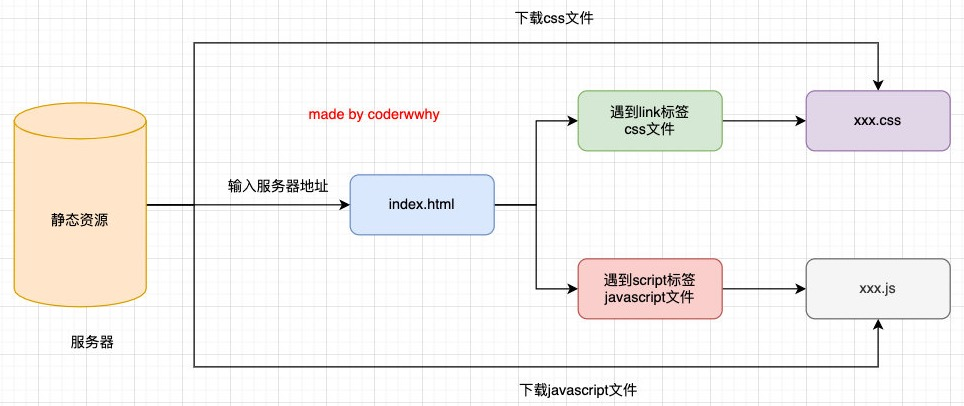 下载css文件
made by coderwwhy
遇到link标签
css文件
xxx.css
输入服务器地址
index.html
静态资源
遇到script标签
javascript文件
xxx.js
服务器
下载javascript文件